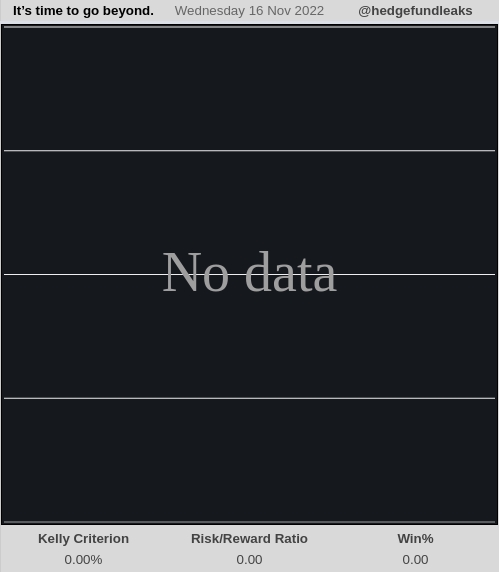 It's time to go beyond. Wednesday 16 Nov 2022 @hedgefundleaks
No data
Kelly Criterion Risk/Reward Ratio Win%
0.00% 0.00 0.00